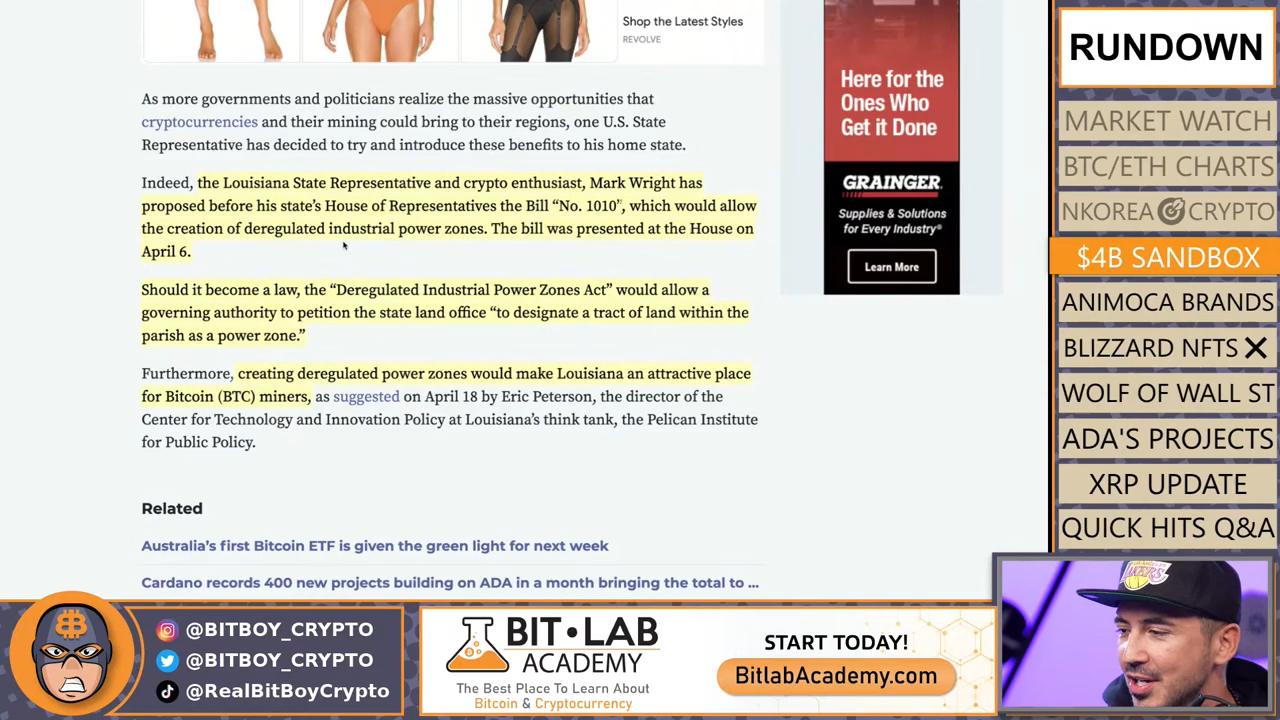 Shop the Latest Styles
REVOLVE
Here for the
Ones Who
Get it Done
GRAINGER
Supplies & Solutions
for Every Industry®
Learn More
As more governments and politicians realize the massive opportunities that
cryptocurrencies and their mining could bring to their regions, one U.S. State
Representative has decided to try and introduce these benefits to his home state.
Indeed, the Louisiana State Representative and crypto enthusiast, Mark Wright has
proposed before his state’s House of Representatives the Bill “No. 1010”, which would allow
the creation of deregulated industrial power zones. The bill was presented at the House on
April 6.
Should it become a law, the “Deregulated Industrial Power Zones Act” would allow a
governing authority to petition the state land office “to designate a tract of land within the
parish as a power zone.”
Furthermore, creating deregulated power zones would make Louisiana an attractive place
for Bitcoin (BTC) miners, as suggested on April 18 by Eric Peterson, the director of the
Center for Technology and Innovation Policy at Louisiana’s think tank, the Pelican Institute
for Public Policy.
Related
Australia’s first Bitcoin ETF is given the green light for next week
Cardano records 400 new projects building on ADA in a month bringing the total to ...
RUNDOWN
MARKET WATCH
BTC/ETH CHARTS
NKOREA CRYPTO
$4B SANDBOX
ANIMOCA BRANDS
BLIZZARD NFTS
WOLF OF WALL ST
ADA'S PROJECTS
XRP UPDATE
QUICK HITS Q&A
@BITBOY_CRYPTO
@BITBOY_CRYPTO
@RealBitBoyCrypto
BIT•LAB
ACADEMY
The Best Place To Learn About
Bitcoin & Cryptocurrency
START TODAY!
BitlabAcademy.com
LAKERS